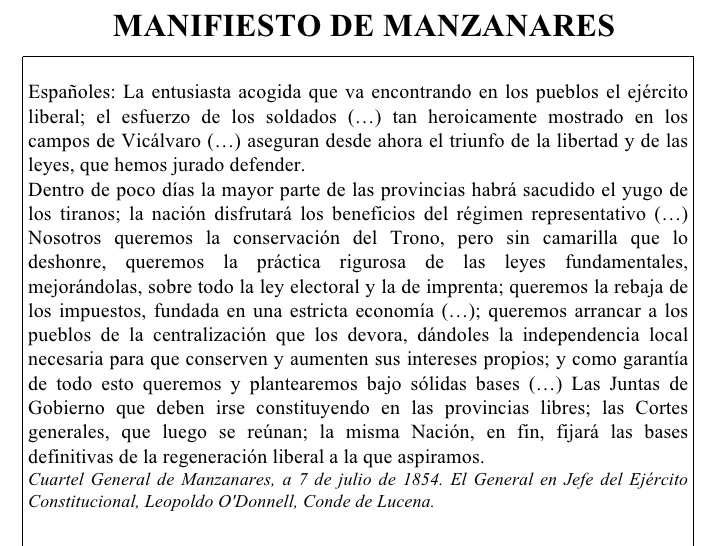 MANIFIESTO DE MANZANARES
Españoles: La entusiasta acogida que va encontrando en los pueblos el ejército
liberal; el esfuerzo de los soldados (…) tan heroicamente mostrado en los
campos de Vicálvaro (…) aseguran desde ahora el triunfo de la libertad y de las
leyes, que hemos jurado defender.
Dentro de poco días la mayor parte de las provincias habrá sacudido el yugo de
los tiranos; la nación disfrutará los beneficios del régimen representativo (…)
Nosotros queremos la conservación del Trono, pero sin camarilla que lo
deshonre, queremos la práctica rigurosa de las leyes fundamentales,
mejorándolas, sobre todo la ley electoral y la de imprenta; queremos la rebaja de
los impuestos, fundada en una estricta economía (…); queremos arrancar a los
pueblos de la centralización que los devora, dándoles la independencia local
necesaria para que conserven y aumenten sus intereses propios; y como garantía
de todo esto queremos y plantearemos bajo sólidas bases (…) Las Juntas de
Gobierno que deben irse constituyendo en las provincias libres; las Cortes
generales, que luego se reúnan; la misma Nación, en fin, fijará las bases
definitivas de la regeneración liberal a la que aspiramos.
Cuartel General de Manzanares, a 7 de julio de 1854. El General en Jefe del Ejército
Constitucional, Leopoldo O'Donnell, Conde de Lucena.